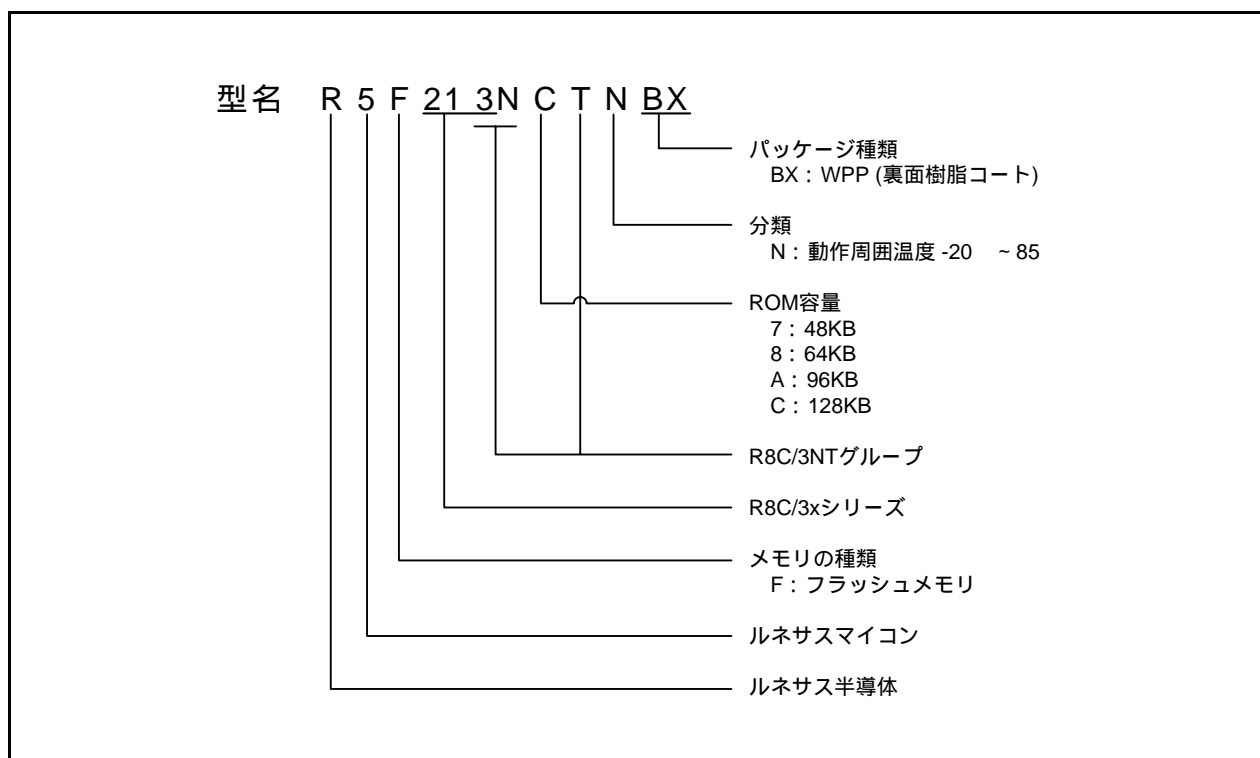 型名 R 5 F 21 3N C T N BX
パッケージ種類
BX : WPP (裏面樹脂コート)
分類
N : 動作周囲温度 -20 ~ 85
ROM容量
7 : 48KB
8 : 64KB
A : 96KB
C : 128KB
R8C/3NTグループ
R8C/3xシリーズ
メモリの種類
F : フラッシュメモリ
ルネサスマイコン
ルネサス半導体